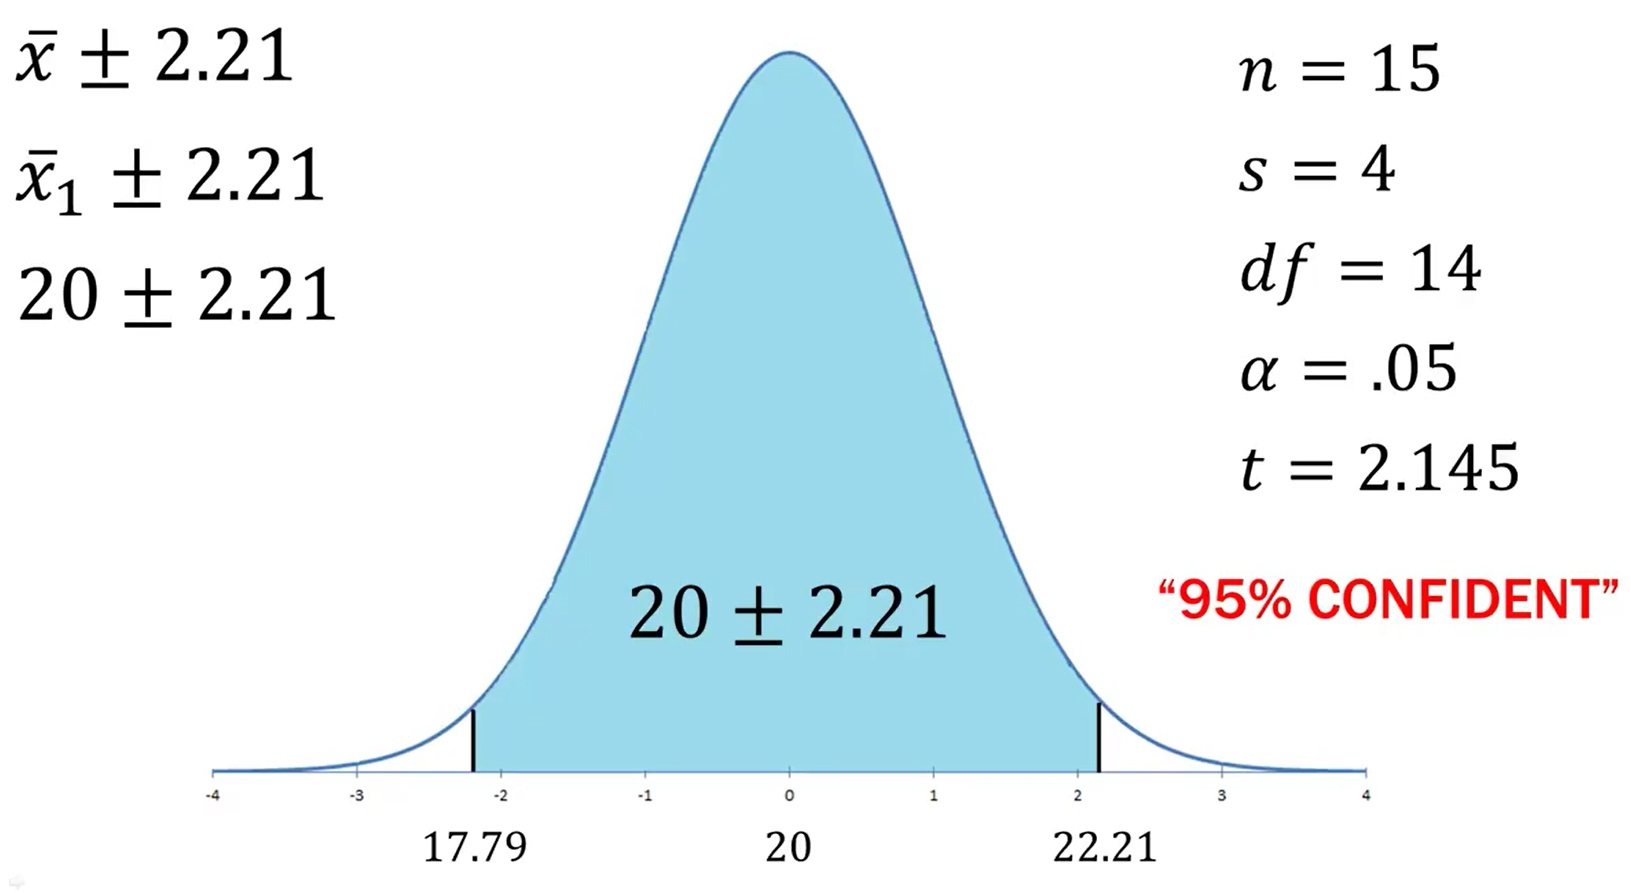 x̄ ± 2.21
x̄₁ ± 2.21
20 ± 2.21
n = 15
s = 4
df = 14
α = .05
t = 2.145
“95% CONFIDENT”
20 ± 2.21
-4 -3 -2 -1 0 1 2 3 4
17.79 20 22.21